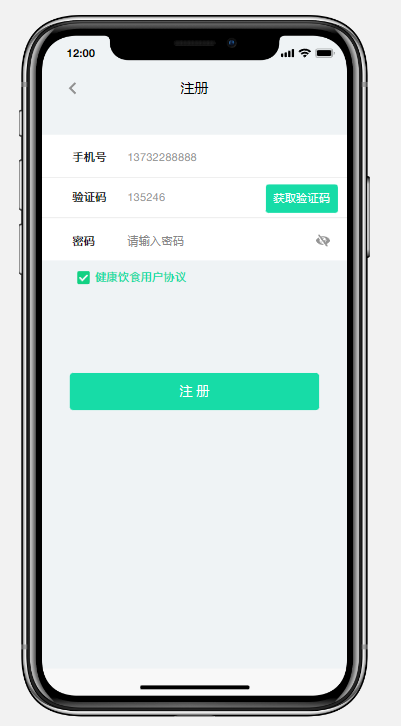 12:00
注册
手机号 13732288888
验证码 135246 获取验证码
密码 请输入密码
健康饮食用户协议
注 册